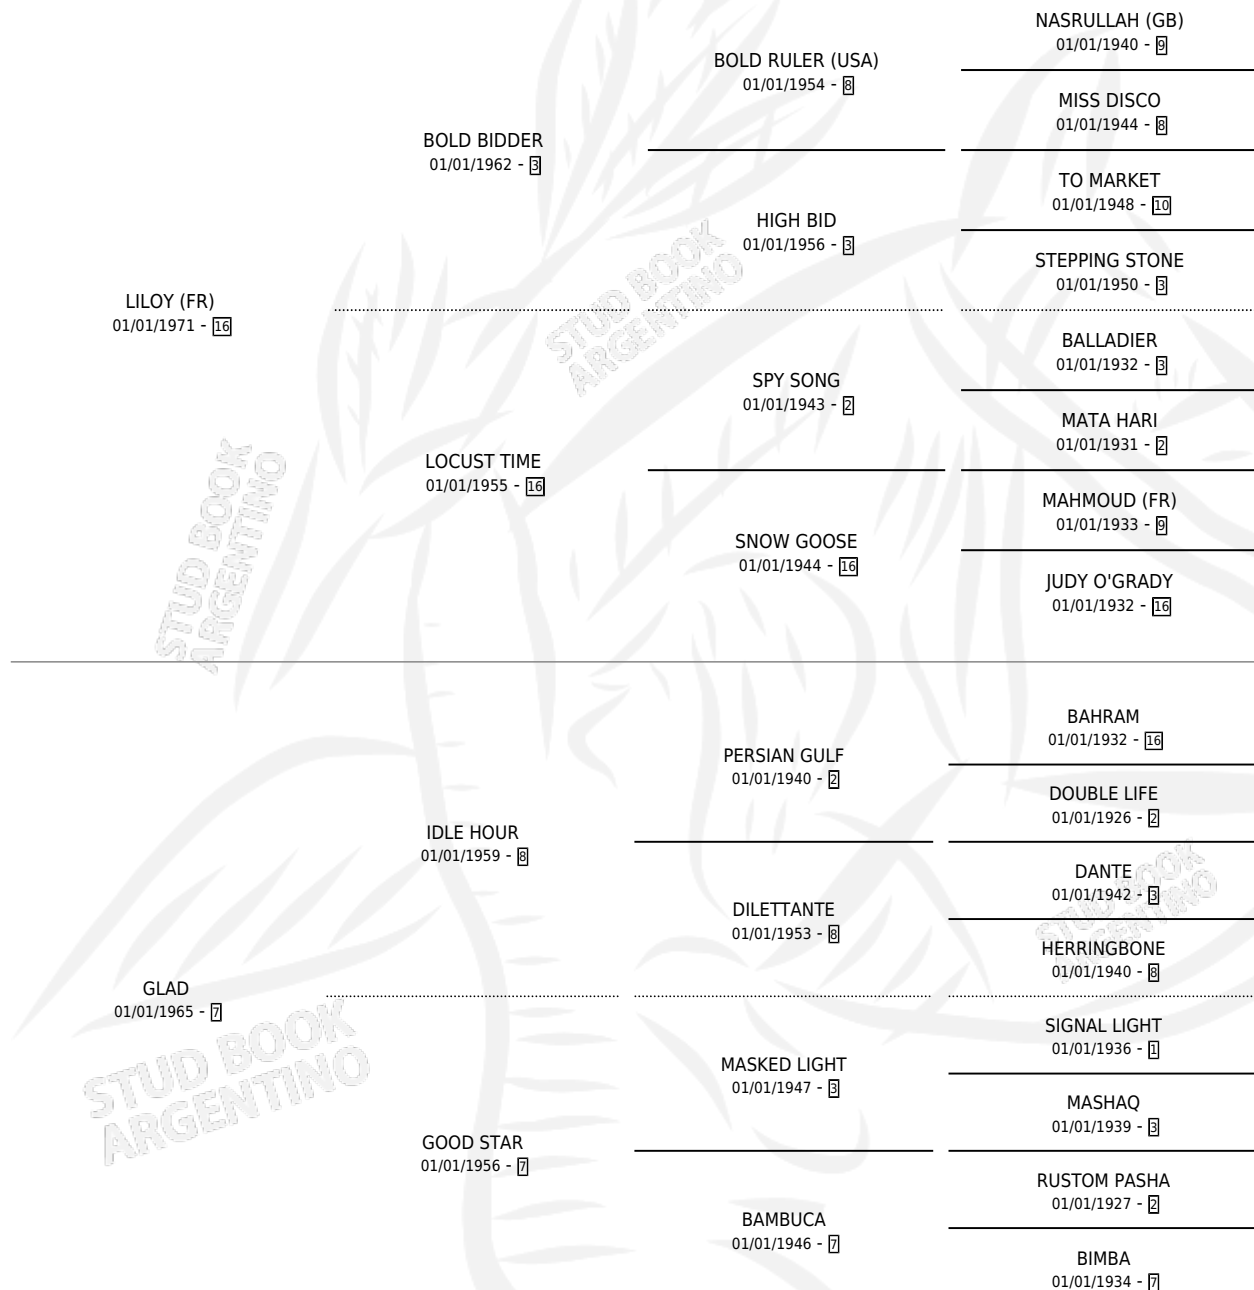 NASRULLAH (GB)
01/01/1940 - 9
BOLD RULER (USA)
01/01/1954 - 8
MISS DISCO
01/01/1944 - 8
BOLD BIDDER
01/01/1962 - 3
TO MARKET
01/01/1948 - 10
HIGH BID
01/01/1956 - 3
STEPPING STONE
01/01/1950 - 3
LILOY (FR)
01/01/1971 - 16
BALLADIER
01/01/1932 - 3
SPY SONG
01/01/1943 - 2
MATA HARI
01/01/1931 - 2
LOCUST TIME
01/01/1955 - 16
MAHMOUD (FR)
01/01/1933 - 9
SNOW GOOSE
01/01/1944 - 16
JUDY O'GRADY
01/01/1932 - 16
BAHRAM
01/01/1932 - 16
PERSIAN GULF
01/01/1940 - 2
DOUBLE LIFE
01/01/1926 - 2
IDLE HOUR
01/01/1959 - 8
DANTE
01/01/1942 - 3
DILETTANTE
01/01/1953 - 8
HERRINGBONE
01/01/1940 - 8
GLAD
01/01/1965 - 7
SIGNAL LIGHT
01/01/1936 - 1
MASKED LIGHT
01/01/1947 - 3
MASHAQ
01/01/1939 - 3
GOOD STAR
01/01/1956 - 7
RUSTOM PASHA
01/01/1927 - 2
BAMBUCA
01/01/1946 - 7
BIMBA
01/01/1934 - 7
STUD BOOK
ARGENTINO
STUD BOOK
ARGENTINO
STUD BOOK
ARGENTINO
STUD BOOK
ARGENTINO